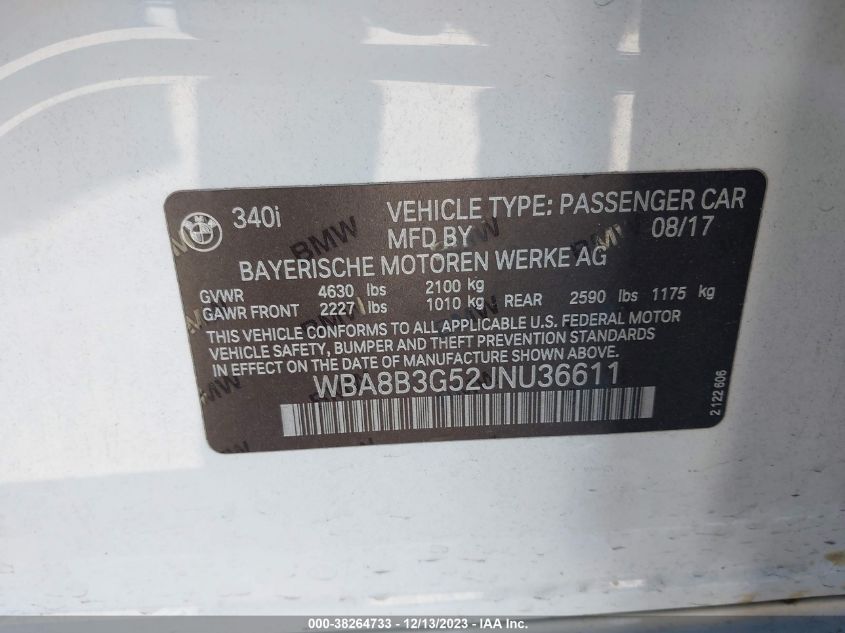 BMW 340i VEHICLE TYPE: PASSENGER CAR
MFD BY 08/17
BAYERISCHE MOTOREN WERKE AG
GVWR 4630 lbs 2100 kg
GAWR FRONT 2227 lbs 1010 kg REAR 2590 lbs 1175 kg
THIS VEHICLE CONFORMS TO ALL APPLICABLE U.S. FEDERAL MOTOR
VEHICLE SAFETY, BUMPER AND THEFT PREVENTION STANDARDS
IN EFFECT ON THE DATE OF MANUFACTURE SHOWN ABOVE.
WBA8B3G52JNU36611
2 122 606
000-38264733 - 12/13/2023 - IAA Inc.